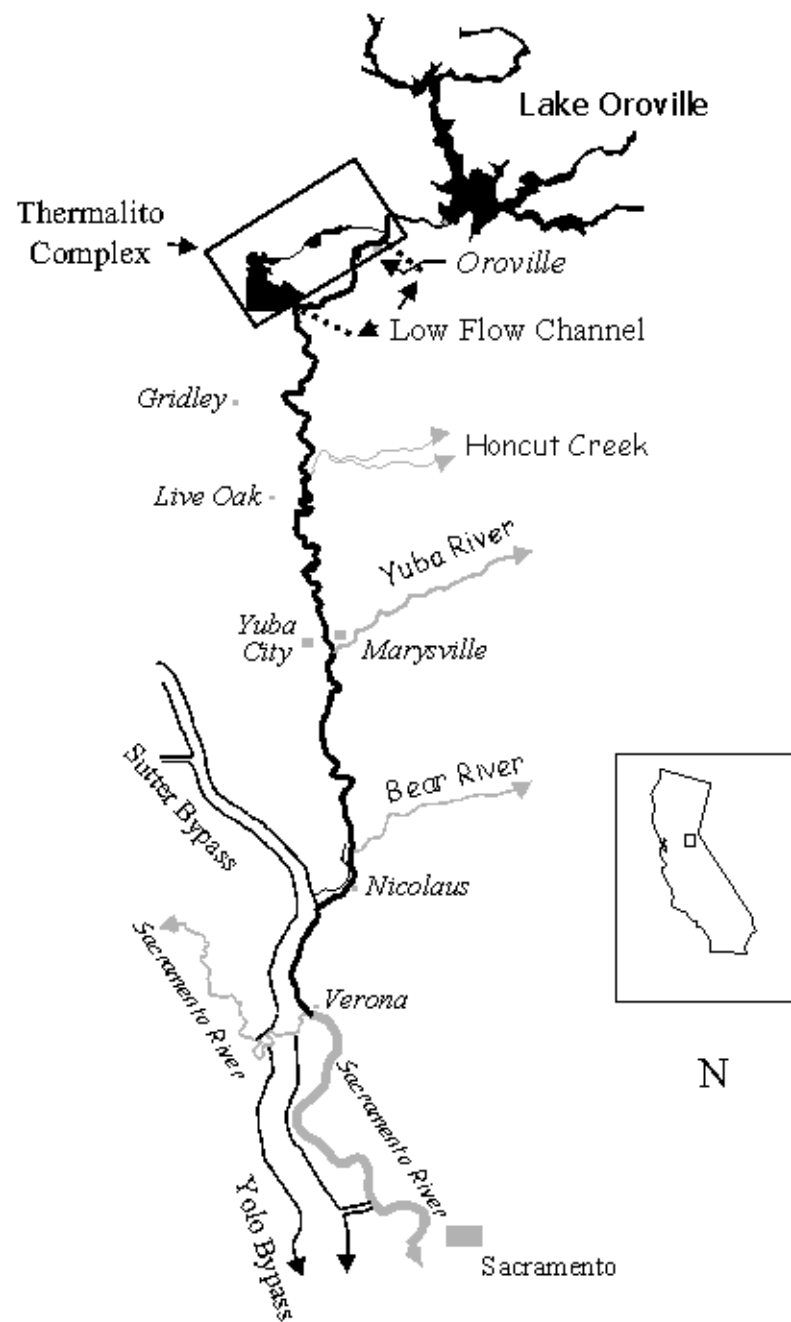 Lake Oroville
Thermalito
Complex
Oroville
Low Flow Channel
Gridley
Honcut Creek
Live Oak
Yuba River
Yuba
City
Marysville
Sutter Bypass
Bear River
Nicolaus
Sacramento River
Verona
Sacramento River
N
Yolo Bypass
Sacramento